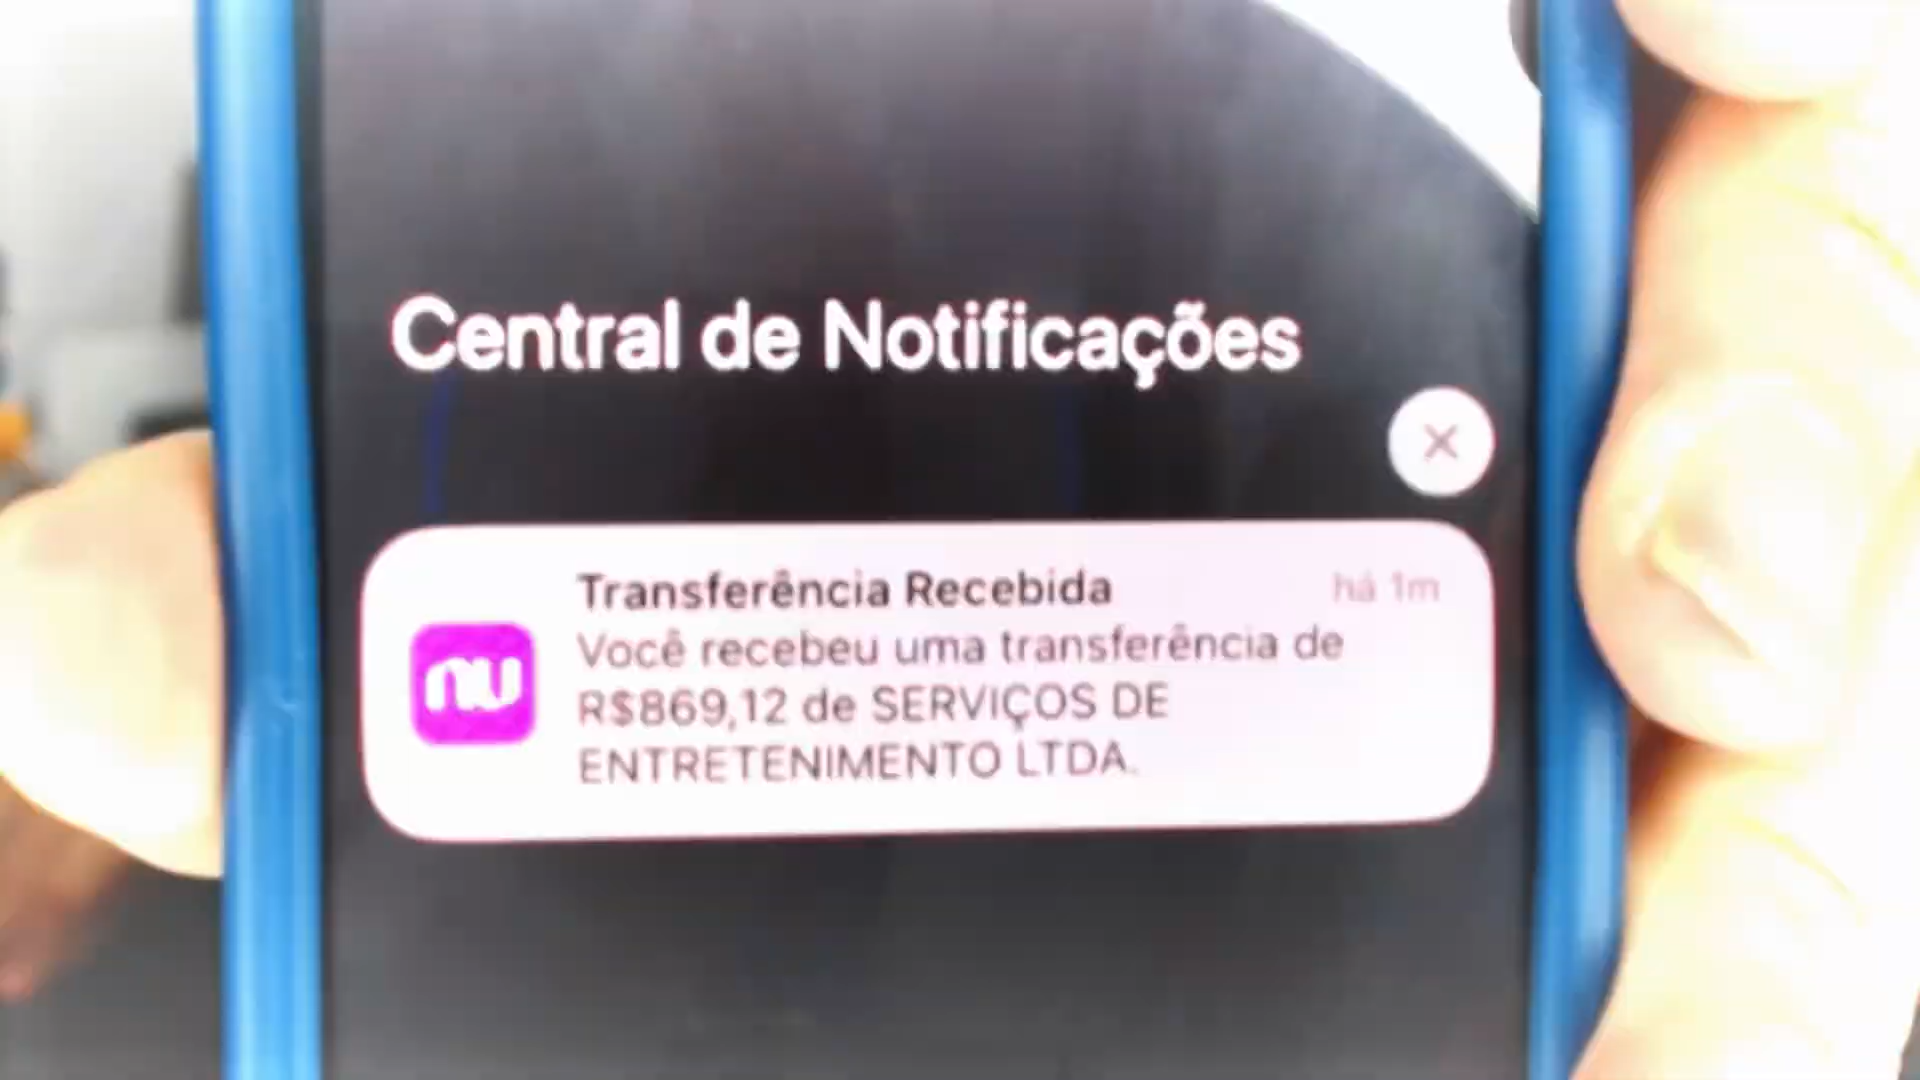 Central de Notificações
Transferência Recebida há 1m
nu
Você recebeu uma transferência de
R$869,12 de SERVIÇOS DE
ENTRETENIMENTO LTDA.